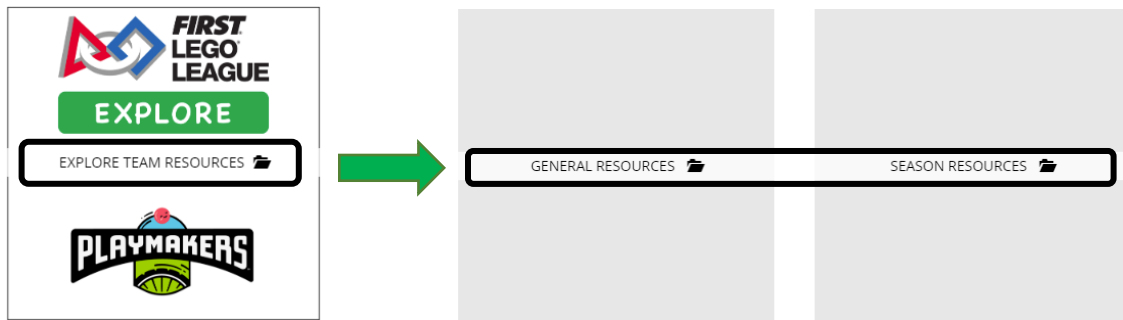 FIRST
LEGO
LEAGUE
EXPLORE
EXPLORE TEAM RESOURCES
PLAYMAKERS
GENERAL RESOURCES
SEASON RESOURCES